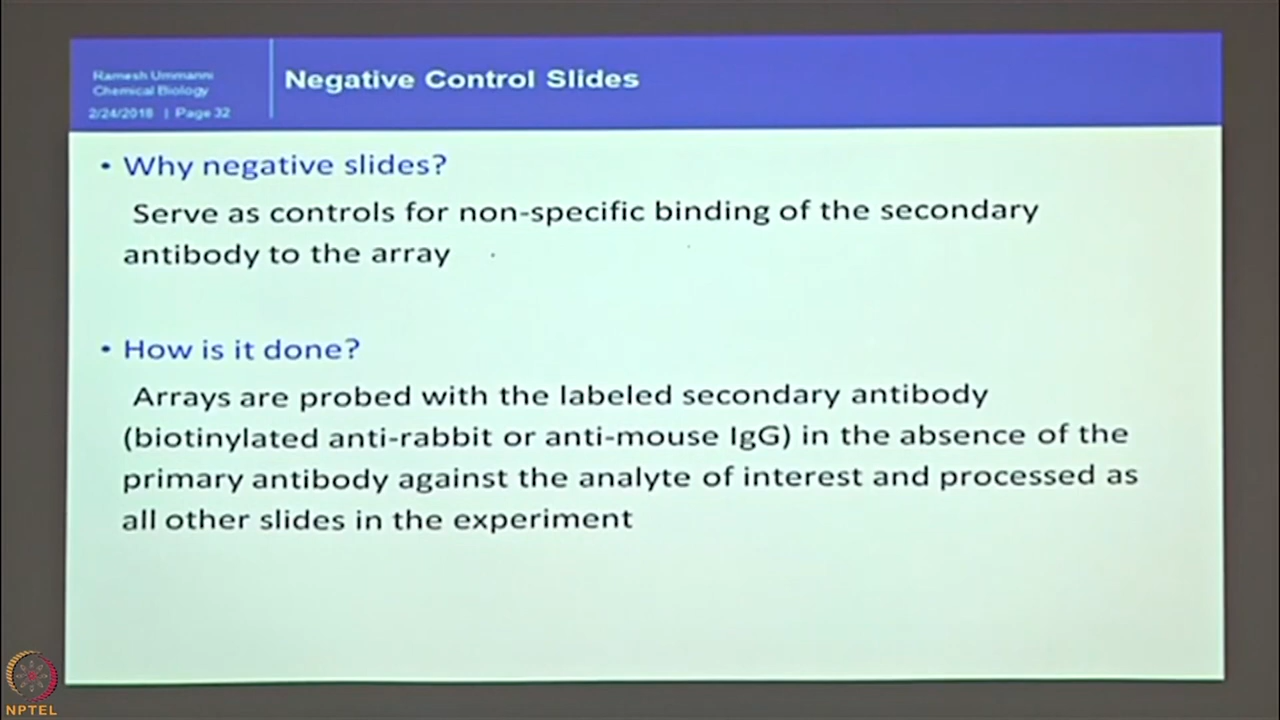 Ramesh Ummanni
Chemical Biology
2/24/2018 | Page 32
Negative Control Slides
• Why negative slides?
Serve as controls for non-specific binding of the secondary
antibody to the array
• How is it done?
Arrays are probed with the labeled secondary antibody
(biotinylated anti-rabbit or anti-mouse IgG) in the absence of the
primary antibody against the analyte of interest and processed as
all other slides in the experiment
NPTEL